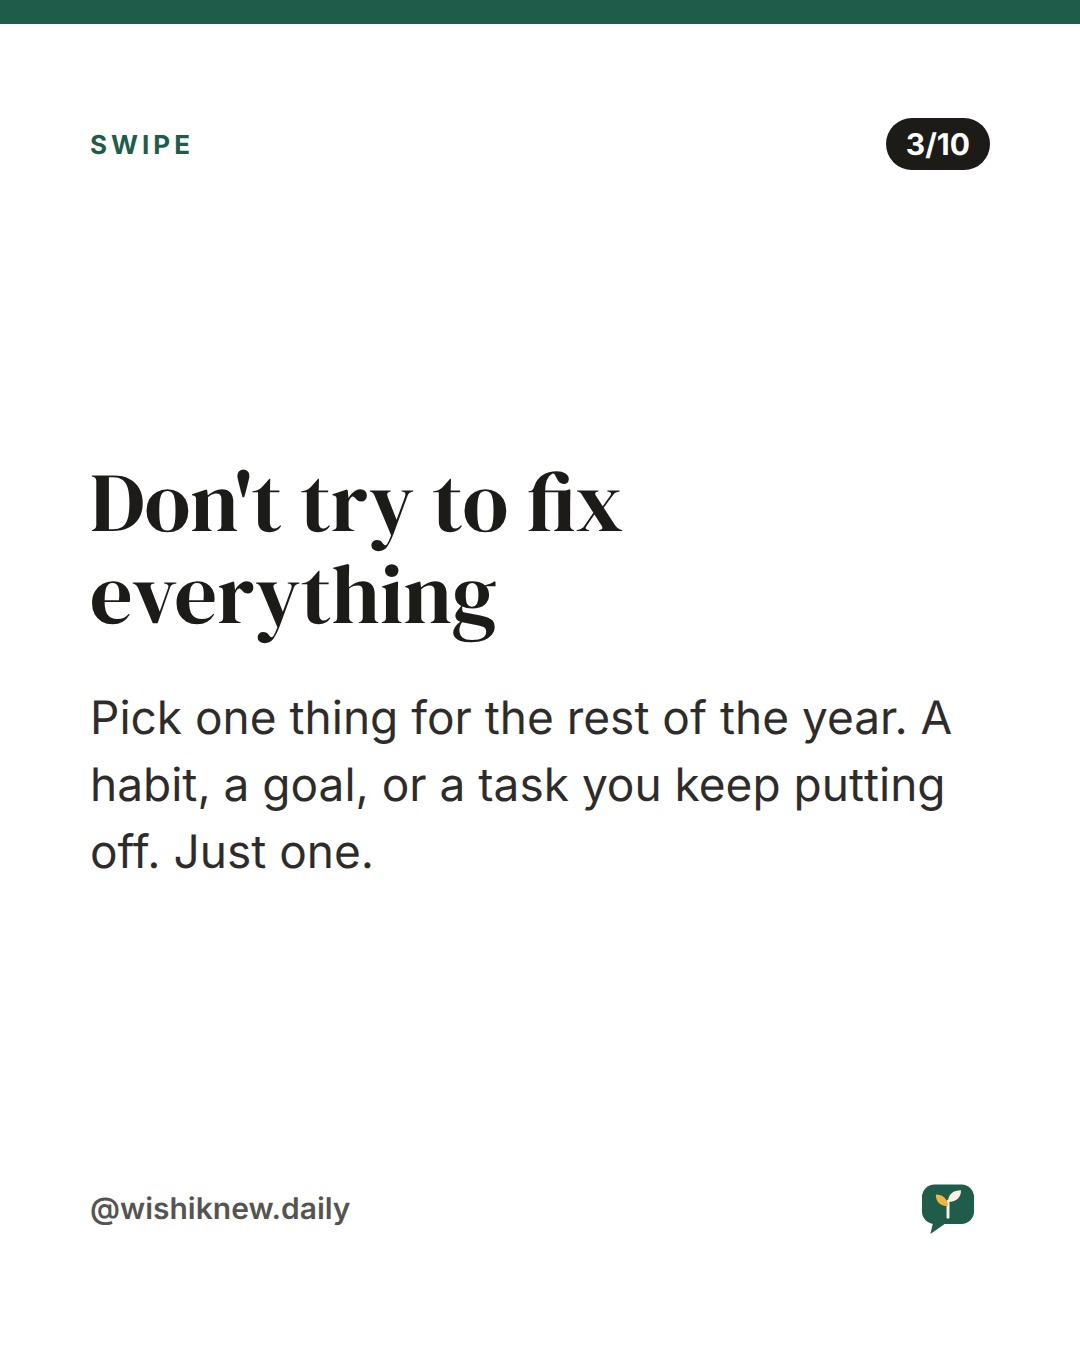 SWIPE
3/10
Don't try to fix
everything
Pick one thing for the rest of the year. A
habit, a goal, or a task you keep putting
off. Just one.
@wishiknew.daily